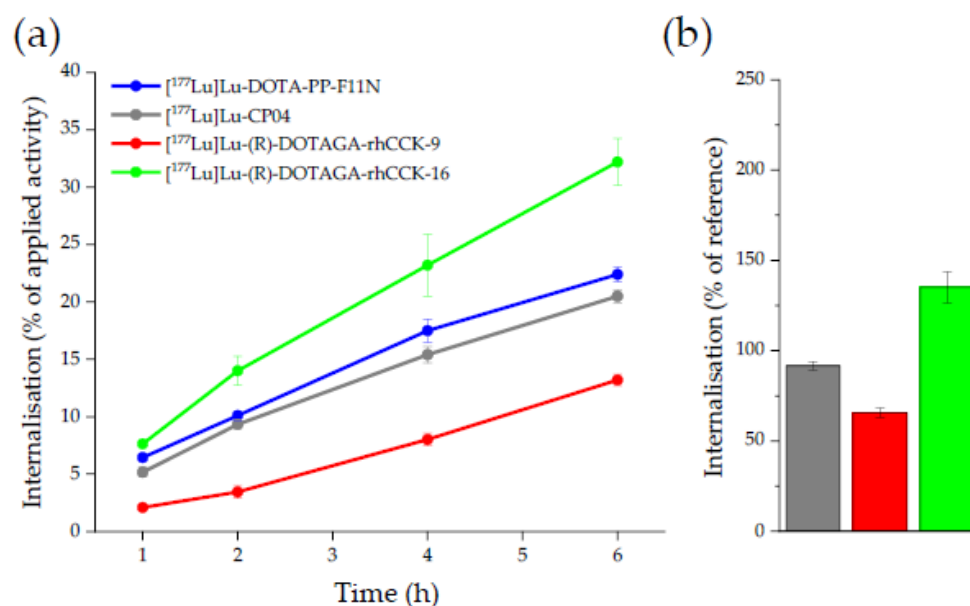 (a)
(b)
Internalisation (% of applied activity)
40
35
30
25
20
15
10
5
0
[¹⁷⁷Lu]Lu-DOTA-PP-F11N
[¹⁷⁷Lu]Lu-CP04
[¹⁷⁷Lu]Lu-(R)-DOTAGA-rhCCK-9
[¹⁷⁷Lu]Lu-(R)-DOTAGA-rhCCK-16
1 2 3 4 5 6
Time (h)
Internalisation (% of reference)
250
200
150
100
50
0